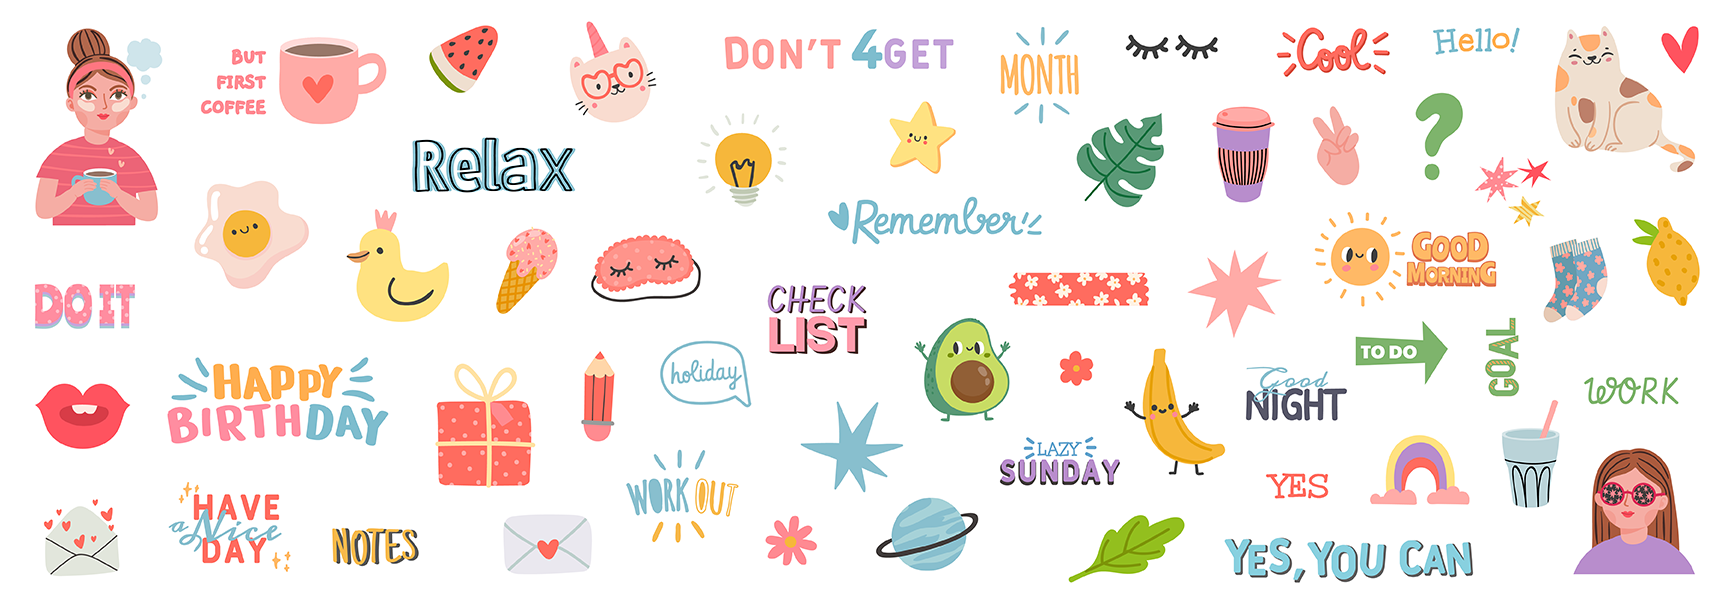 BUT
FIRST
COFFEE
DON'T 4GET
MONTH
Cool
Hello!
Relax
Remember
GOOD
MORNING
DO IT
CHECK
LIST
TO DO
GOAL
HAPPY
BIRTHDAY
holiday
Good
NIGHT
WORK
LAZY
SUNDAY
YES
WORK OUT
HAVE
a Nice
DAY
NOTES
YES, YOU CAN